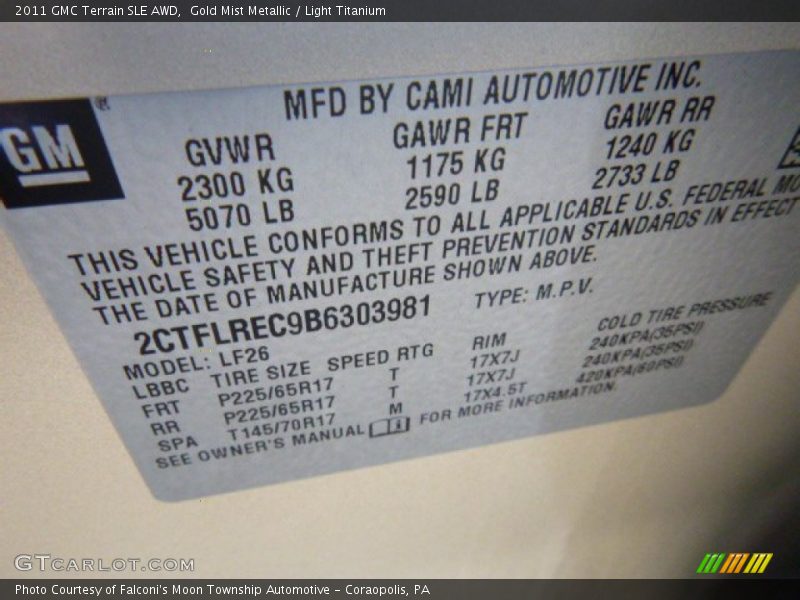 2011 GMC Terrain SLE AWD,  Gold Mist Metallic / Light Titanium
GM
MFD BY CAMI AUTOMOTIVE INC.
GVWR GAWR FRT GAWR RR
2300 KG 1175 KG 1240 KG
5070 LB 2590 LB 2733 LB
THIS VEHICLE CONFORMS TO ALL APPLICABLE U.S. FEDERAL MO
VEHICLE SAFETY AND THEFT PREVENTION STANDARDS IN EFFECT
THE DATE OF MANUFACTURE SHOWN ABOVE.
2CTFLREC9B6303981 TYPE: M.P.V.
MODEL: LF26
LBBC TIRE SIZE SPEED RTG RIM COLD TIRE PRESSURE
FRT P225/65R17 T 17X7J 240KPA(35PSI)
RR P225/65R17 T 17X7J 240KPA(35PSI)
SPA T145/70R17 M 17X4.5T 420KPA(60PSI)
SEE OWNER'S MANUAL FOR MORE INFORMATION
GTCARLOT.COM
Photo Courtesy of Falconi's Moon Township Automotive - Coraopolis, PA